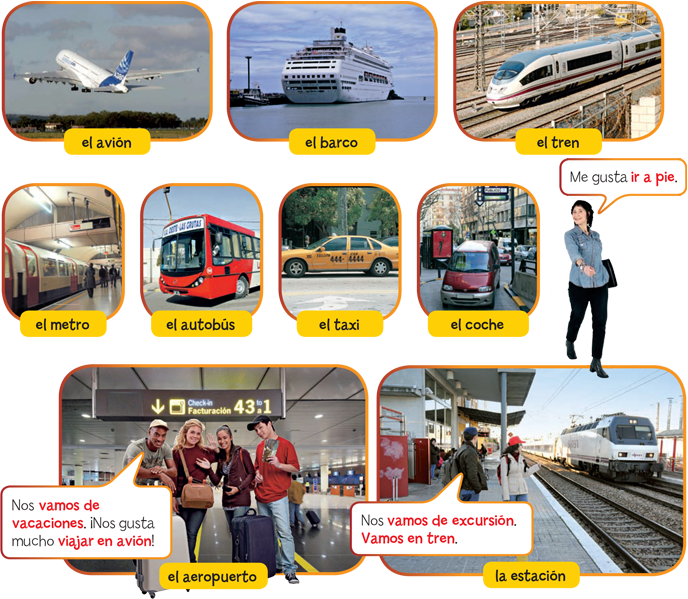 el avión
el barco
el tren
Me gusta ir a pie.
el metro
el autobús
el taxi
el coche
Check-in
Facturación 43 to a 1
Nos vamos de
vacaciones. ¡Nos gusta
mucho viajar en avión!
el aeropuerto
Nos vamos de excursión.
Vamos en tren.
la estación